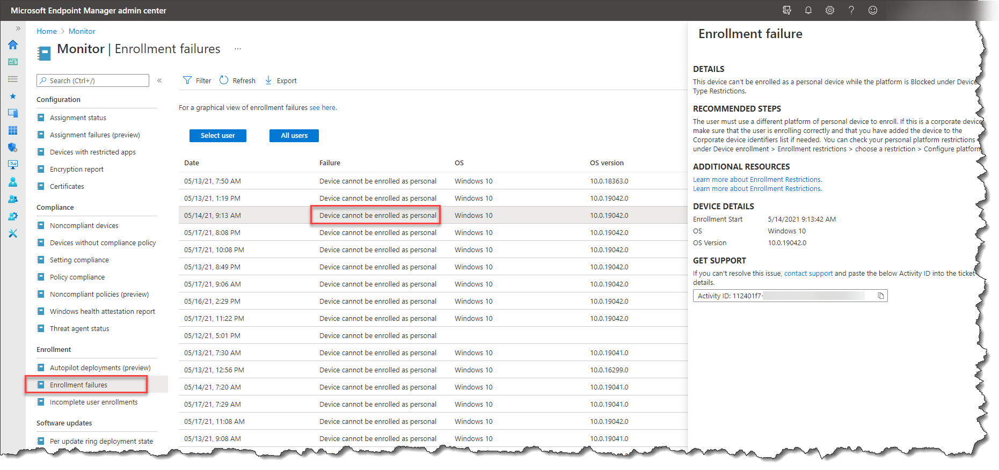 Microsoft Endpoint Manager admin center
Home > Monitor
Monitor | Enrollment failures ...
Search (Ctrl+/)
Configuration
Assignment status
Assignment failures (preview)
Devices with restricted apps
Encryption report
Certificates
Compliance
Noncompliant devices
Devices without compliance policy
Setting compliance
Policy compliance
Noncompliant policies (preview)
Windows health attestation report
Threat agent status
Enrollment
Autopilot deployments (preview)
Enrollment failures
Incomplete user enrollments
Software updates
Per update ring deployment state
Filter Refresh Export
For a graphical view of enrollment failures see here.
Select user All users
Date Failure OS OS version
05/13/21, 7:50 AM Device cannot be enrolled as personal Windows 10 10.0.18363.0
05/13/21, 1:19 PM Device cannot be enrolled as personal Windows 10 10.0.19042.0
05/14/21, 9:13 AM Device cannot be enrolled as personal Windows 10 10.0.19042.0
05/17/21, 8:08 PM Device cannot be enrolled as personal Windows 10 10.0.19042.0
05/17/21, 10:08 PM Device cannot be enrolled as personal Windows 10 10.0.19042.0
05/13/21, 8:49 PM Device cannot be enrolled as personal Windows 10 10.0.19042.0
05/17/21, 9:06 AM Device cannot be enrolled as personal Windows 10 10.0.19042.0
05/16/21, 2:29 PM Device cannot be enrolled as personal Windows 10 10.0.19042.0
05/17/21, 11:22 PM Device cannot be enrolled as personal Windows 10 10.0.19042.0
05/12/21, 5:01 PM Device cannot be enrolled as personal
05/13/21, 7:30 AM Device cannot be enrolled as personal Windows 10 10.0.19041.0
05/13/21, 12:56 PM Device cannot be enrolled as personal Windows 10 10.0.16299.0
05/14/21, 7:20 AM Device cannot be enrolled as personal Windows 10 10.0.19041.0
05/17/21, 7:29 AM Device cannot be enrolled as personal Windows 10 10.0.19041.0
05/17/21, 11:08 AM Device cannot be enrolled as personal Windows 10 10.0.19042.0
05/13/21, 9:08 AM Device cannot be enrolled as personal Windows 10 10.0.19041.0
Enrollment failure
DETAILS
This device can't be enrolled as a personal device while the platform is Blocked under Device
Type Restrictions.
RECOMMENDED STEPS
The user must use a different platform of personal device to enroll. If this is a corporate device
make sure that the user is enrolling correctly and that you have added the device to the
Corporate device identifiers list if needed. You can check your personal platform restrictions
under Device enrollment > Enrollment restrictions > choose a restriction > Configure platform
ADDITIONAL RESOURCES
Learn more about Enrollment Restrictions.
Learn more about Enrollment Restrictions.
DEVICE DETAILS
Enrollment Start 5/14/2021 9:13:42 AM
OS Windows 10
OS Version 10.0.19042.0
GET SUPPORT
If you can't resolve this issue, contact support and paste the below Activity ID into the ticket
details.
Activity ID: 112401f7-